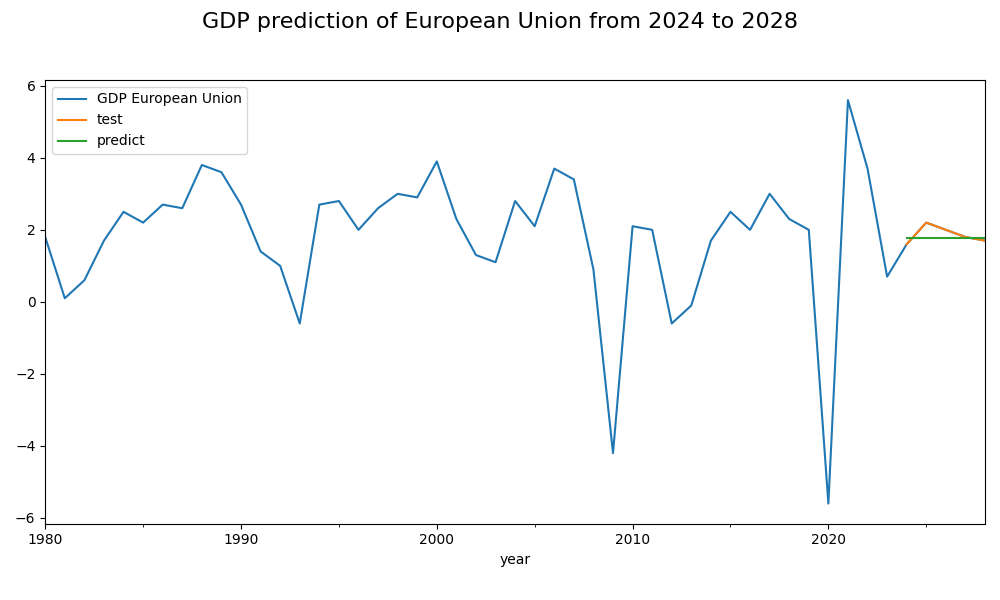 GDP prediction of European Union from 2024 to 2028
GDP European Union
test
predict
6
4
2
0
−2
−4
−6
1980 1990 2000 2010 2020
year